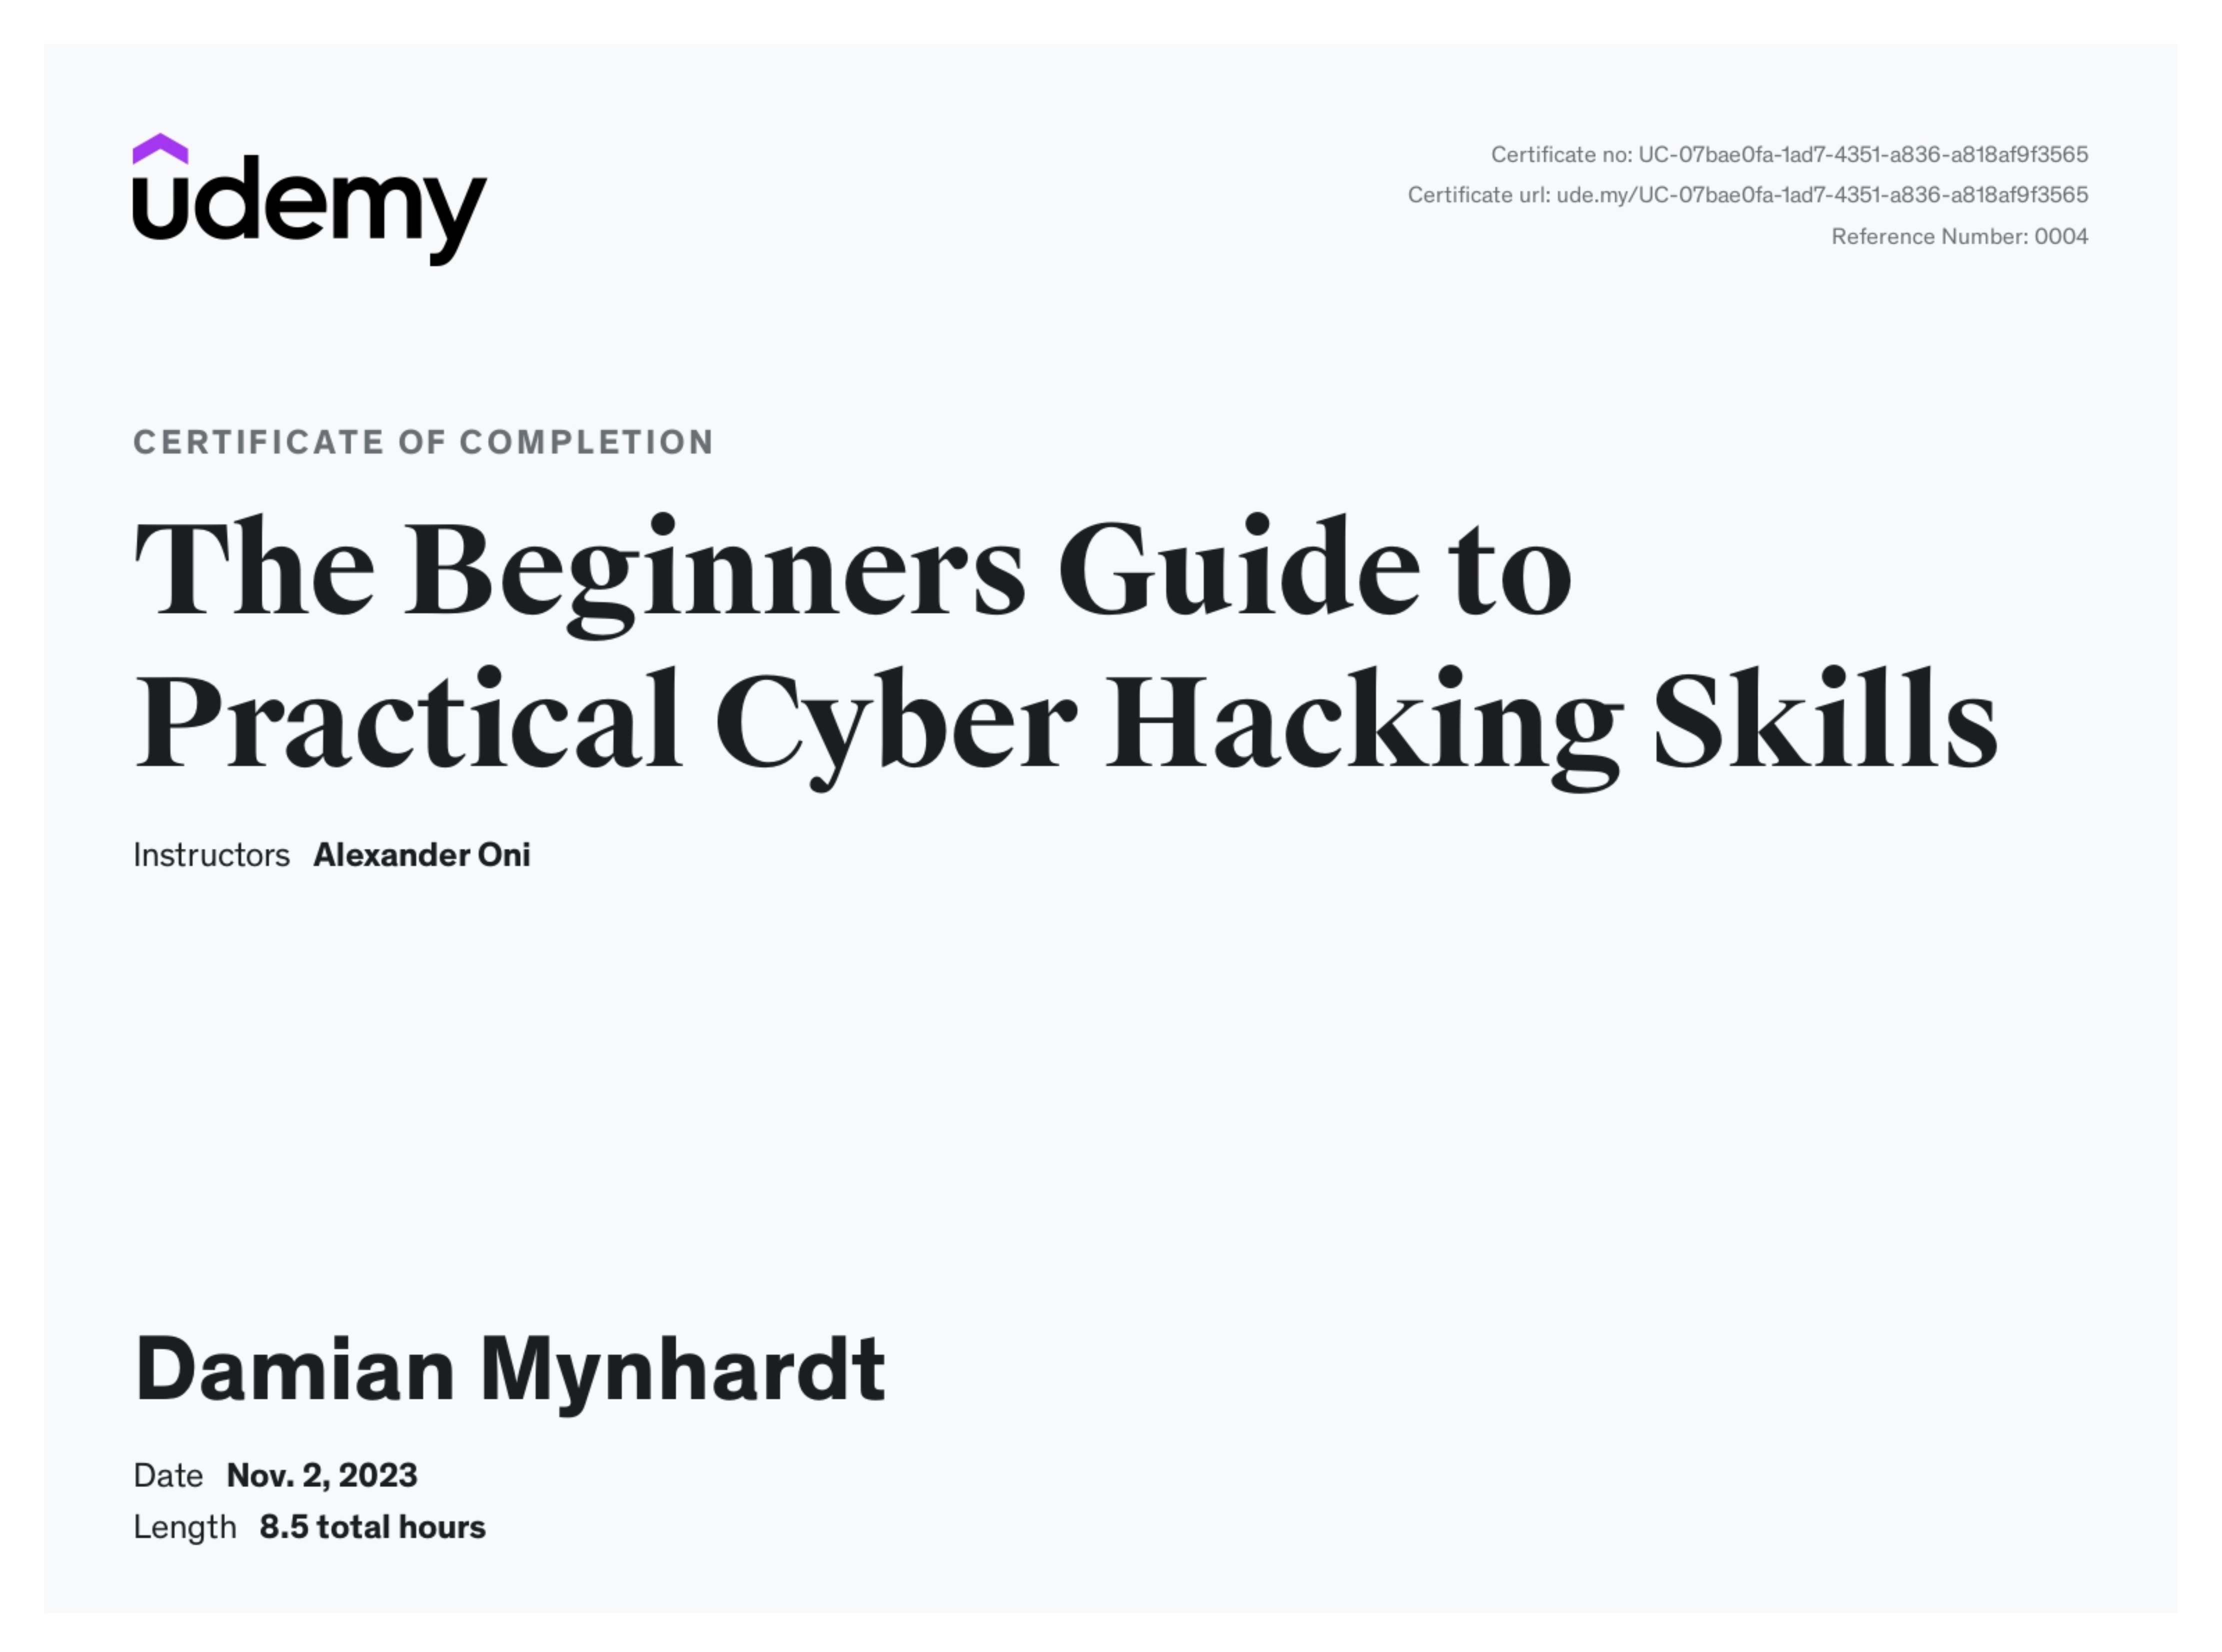 udemy
Certificate no: UC-07bae0fa-1ad7-4351-a836-a818af9f3565
Certificate url: ude.my/UC-07bae0fa-1ad7-4351-a836-a818af9f3565
Reference Number: 0004
CERTIFICATE OF COMPLETION
The Beginners Guide to
Practical Cyber Hacking Skills
Instructors Alexander Oni
Damian Mynhardt
Date Nov. 2, 2023
Length 8.5 total hours